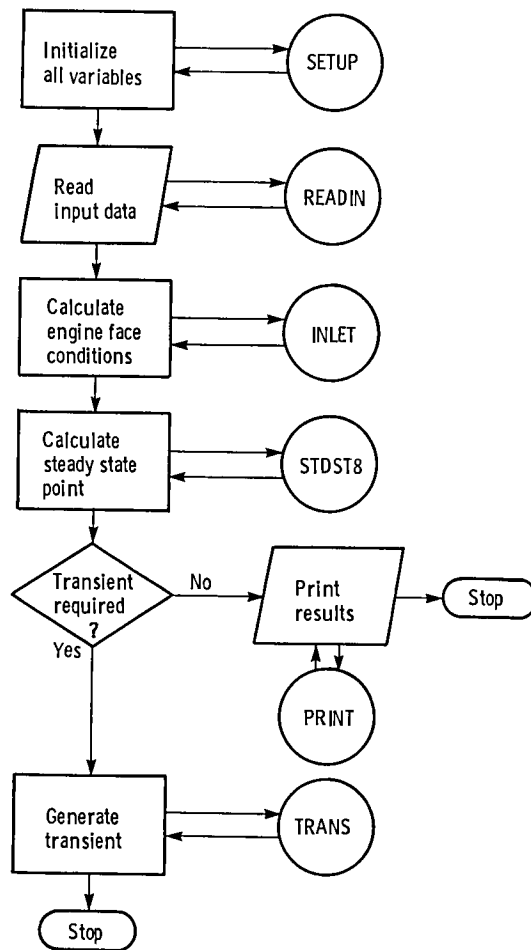 Initialize
all variables
SETUP
Read
input data
READIN
Calculate
engine face
conditions
INLET
Calculate
steady state
point
STDST8
Transient
required
?
No
Print
results
Stop
Yes
PRINT
Generate
transient
TRANS
Stop